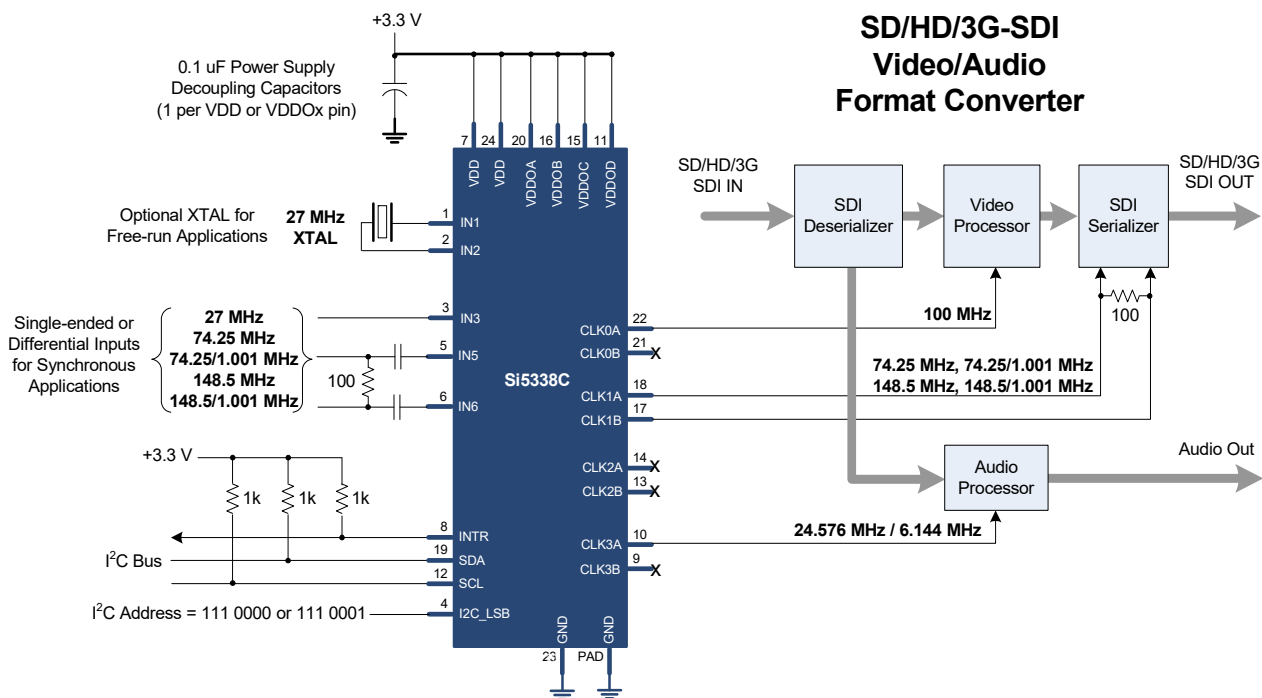 +3.3 V
SD/HD/3G-SDI
Video/Audio
Format Converter
0.1 uF Power Supply
Decoupling Capacitors
(1 per VDD or VDDOx pin)
7
24
20
16
15
11
VDD
VDD
VDDOA
VDDOB
VDDOC
VDDOD
Optional XTAL for
Free-run Applications
27 MHz
XTAL
1
IN1
2
IN2
Single-ended or
Differential Inputs
for Synchronous
Applications
27 MHz
74.25 MHz
74.25/1.001 MHz
148.5 MHz
148.5/1.001 MHz
100
3
IN3
5
IN5
6
IN6
Si5338C
+3.3 V
1k
1k
1k
8
INTR
I2C Bus
19
SDA
12
SCL
I2C Address = 111 0000 or 111 0001
4
I2C_LSB
GND
GND
23
PAD
22
CLK0A
21
CLK0B
X
18
CLK1A
17
CLK1B
14
CLK2A
X
13
CLK2B
X
10
CLK3A
9
CLK3B
X
SD/HD/3G
SDI IN
SDI
Deserializer
Video
Processor
SDI
Serializer
SD/HD/3G
SDI OUT
100 MHz
100
74.25 MHz, 74.25/1.001 MHz
148.5 MHz, 148.5/1.001 MHz
Audio
Processor
Audio Out
24.576 MHz / 6.144 MHz